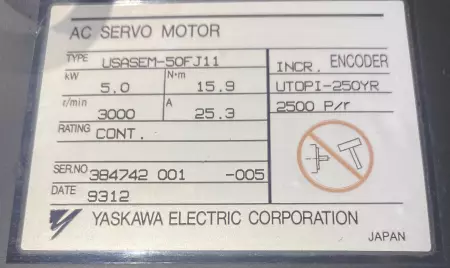 AC SERVO MOTOR
TYPE USASEM-50FJ11
kW 5.0 N·m 15.9
r/min 3000 A 25.3
RATING CONT.
INCR. ENCODER
UTOPI-250YR
2500 P/r
SER.NO 384742 001 -005
DATE 9312
YASKAWA ELECTRIC CORPORATION
JAPAN